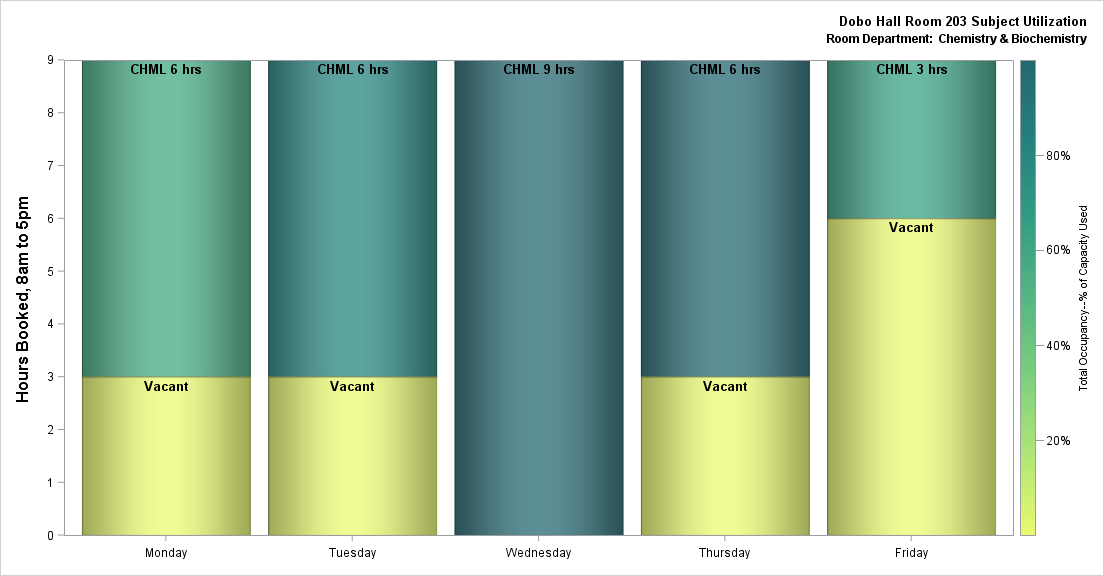 Dobo Hall Room 203 Subject Utilization
Room Department: Chemistry & Biochemistry
Hours Booked, 8am to 5pm
9
8
7
6
5
4
3
2
1
0
CHML 6 hrs
CHML 6 hrs
CHML 9 hrs
CHML 6 hrs
CHML 3 hrs
Vacant
Vacant
Vacant
Vacant
Monday
Tuesday
Wednesday
Thursday
Friday
80%
60%
40%
20%
Total Occupancy--% of Capacity Used